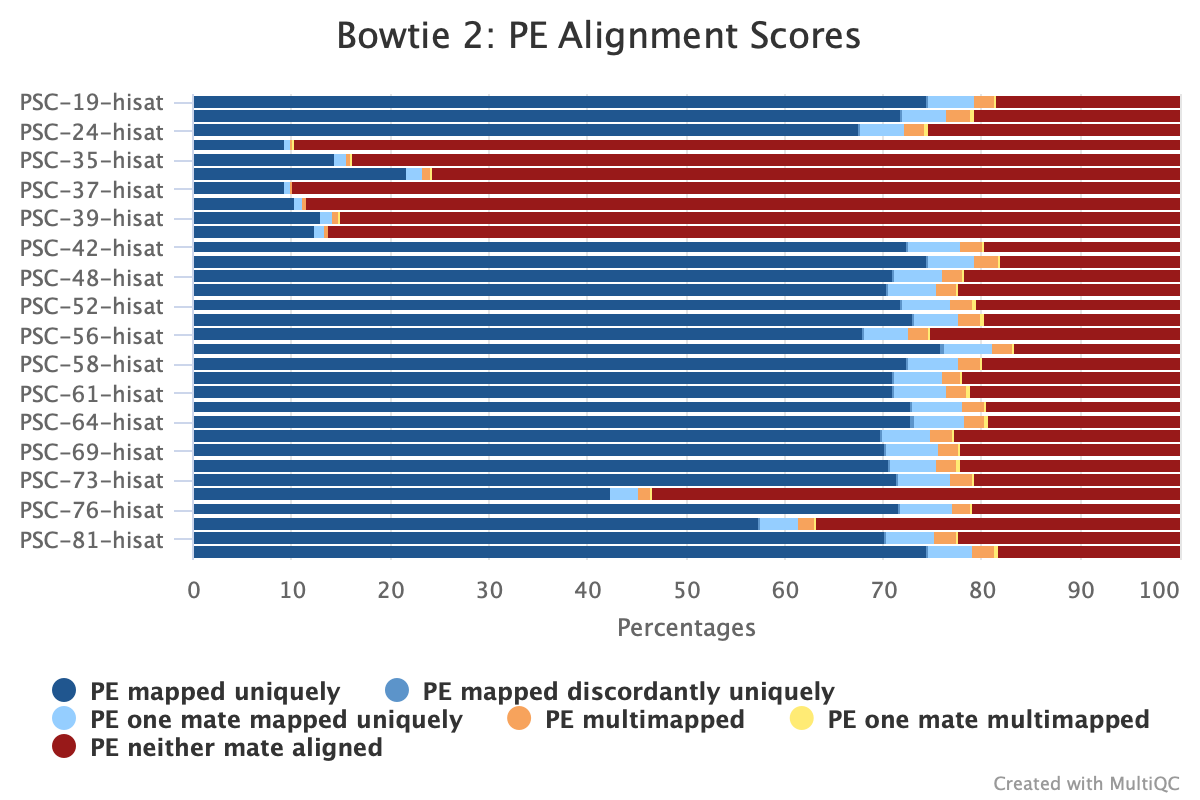 Bowtie 2: PE Alignment Scores
PSC-19-hisat
PSC-24-hisat
PSC-35-hisat
PSC-37-hisat
PSC-39-hisat
PSC-42-hisat
PSC-48-hisat
PSC-52-hisat
PSC-56-hisat
PSC-58-hisat
PSC-61-hisat
PSC-64-hisat
PSC-69-hisat
PSC-73-hisat
PSC-76-hisat
PSC-81-hisat
0 10 20 30 40 50 60 70 80 90 100
Percentages
PE mapped uniquely PE mapped discordantly uniquely
PE one mate mapped uniquely PE multimapped PE one mate multimapped
PE neither mate aligned
Created with MultiQC